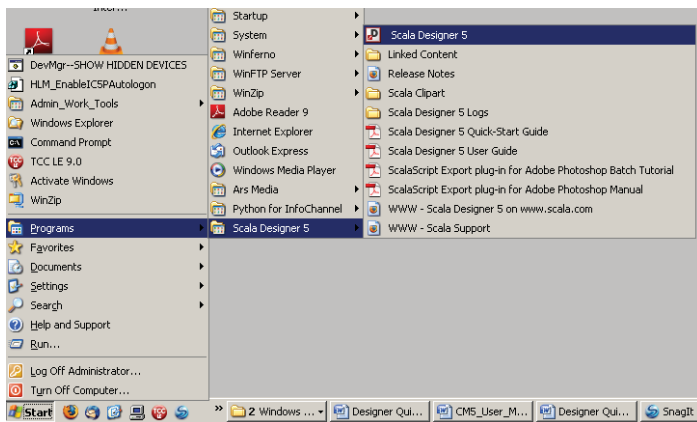 DevMgr--SHOW HIDDEN DEVICES
HLM_EnableICSPAutologon
Admin_Work_Tools
Windows Explorer
Command Prompt
TCC LE 9.0
Activate Windows
WinZip
Programs
Favorites
Documents
Settings
Search
Help and Support
Run...
Log Off Administrator...
Turn Off Computer...
Startup
System
Winferno
WinFTP Server
WinZip
Adobe Reader 9
Internet Explorer
Outlook Express
Windows Media Player
Ars Media
Python for InfoChannel
Scala Designer 5
Scala Designer 5
Linked Content
Release Notes
Scala Clipart
Scala Designer 5 Logs
Scala Designer 5 Quick-Start Guide
Scala Designer 5 User Guide
ScalaScript Export plug-in for Adobe Photoshop Batch Tutorial
ScalaScript Export plug-in for Adobe Photoshop Manual
WWW - Scala Designer 5 on www.scala.com
WWW - Scala Support
Start » 2 Windows ... Designer Qui... CM5_User_M... Designer Qui... SnagIt